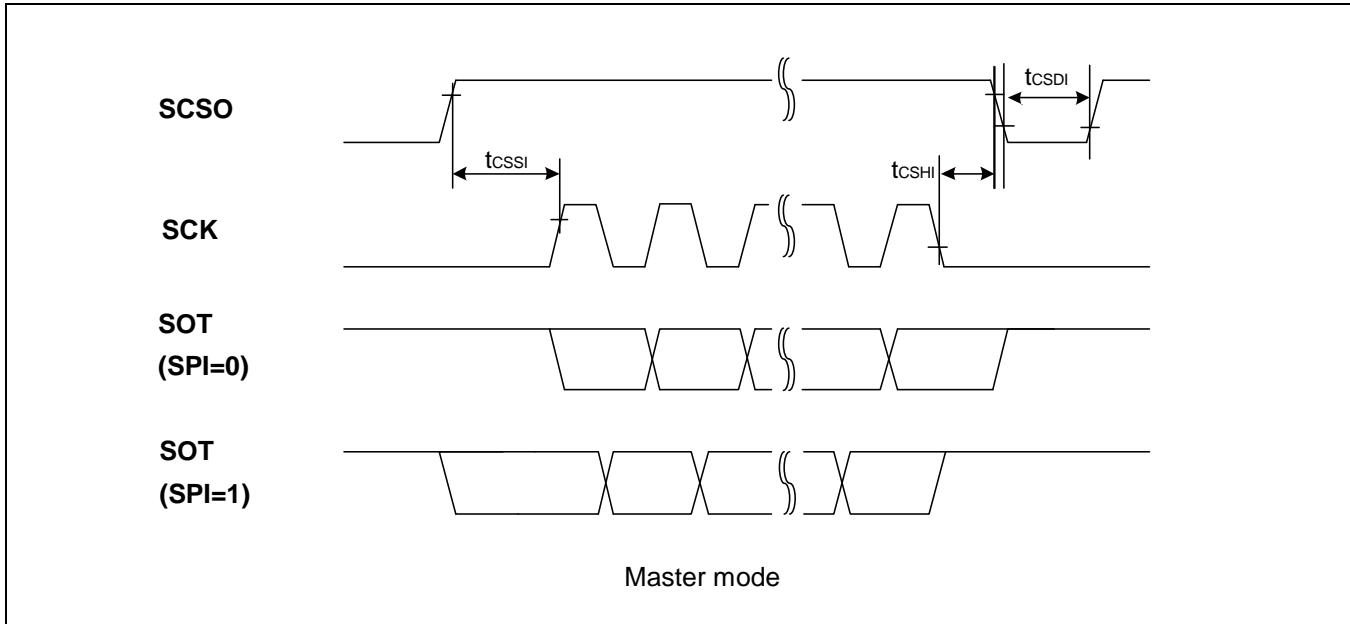 SCSO
tCSDI
tCSSI
tCSHI
SCK
SOT
(SPI=0)
SOT
(SPI=1)
Master mode